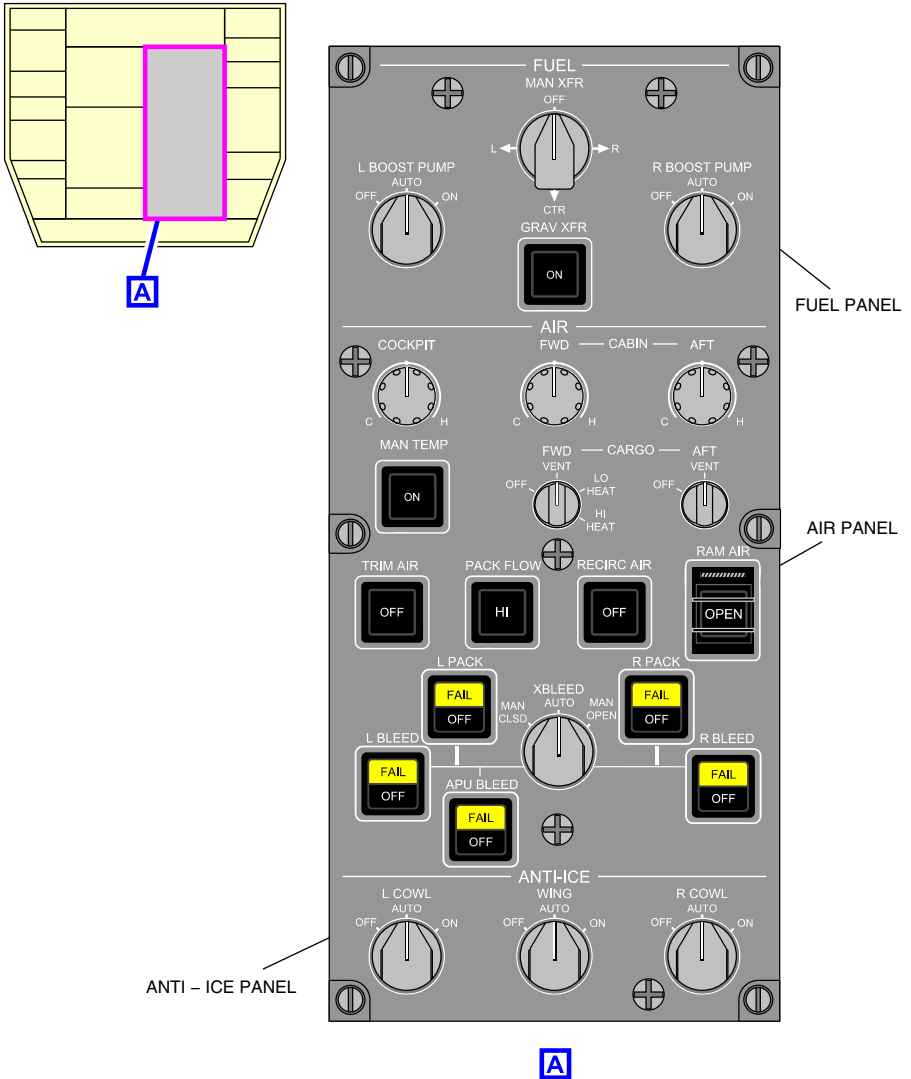 FUEL
MAN XFR
OFF
L
R
CTR
L BOOST PUMP
OFF
AUTO
ON
R BOOST PUMP
OFF
AUTO
ON
GRAV XFR
ON
FUEL PANEL
AIR
COCKPIT
C
H
FWD
CABIN
AFT
C
H
C
H
MAN TEMP
ON
FWD
CARGO
AFT
OFF
VENT
LO
HEAT
HI
HEAT
OFF
VENT
AIR PANEL
TRIM AIR
OFF
PACK FLOW
HI
RECIRC AIR
OFF
RAM AIR
OPEN
L PACK
FAIL
OFF
XBLEED
MAN
CLSD
AUTO
MAN
OPEN
R PACK
FAIL
OFF
L BLEED
FAIL
OFF
APU BLEED
FAIL
OFF
R BLEED
FAIL
OFF
ANTI-ICE
L COWL
OFF
AUTO
ON
WING
OFF
AUTO
ON
R COWL
OFF
AUTO
ON
ANTI – ICE PANEL
A
A